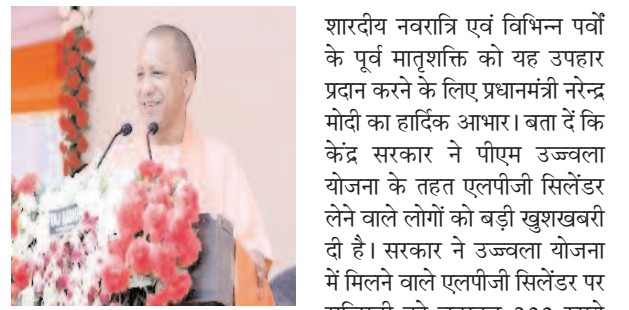 शारदीय नवरात्रि एवं विभिन्न पर्वों
के पूर्व मातृशक्ति को यह उपहार
प्रदान करने के लिए प्रधानमंत्री नरेन्द्र
मोदी का हार्दिक आभार। बता दें कि
केंद्र सरकार ने पीएम उज्ज्वला
योजना के तहत एलपीजी सिलेंडर
लेने वाले लोगों को बड़ी खुशखबरी
दी है। सरकार ने उज्ज्वला योजना
में मिलने वाले एलपीजी सिलेंडर पर